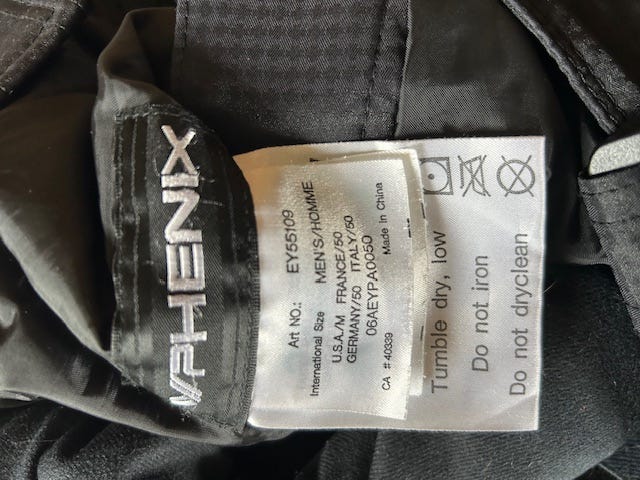 PHENIX
Art NO.: EY55109
International Size MEN'S/HOMME
U.S.A./M FRANCE/50
GERMANY/50 ITALY/50
06AEYPA0050
CA # 40339 Made In China
Tumble dry, low
Do not iron
Do not dryclean